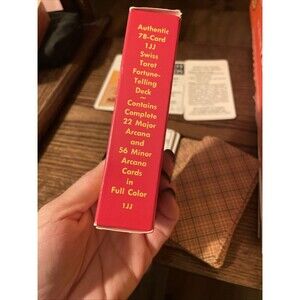 Authentic
78-Card
1JJ
Swiss
Tarot
Fortune-
Telling
Deck
~
Contains
Complete
22 Major
Arcana
and
56 Minor
Arcana
Cards
in
Full Color
1JJ